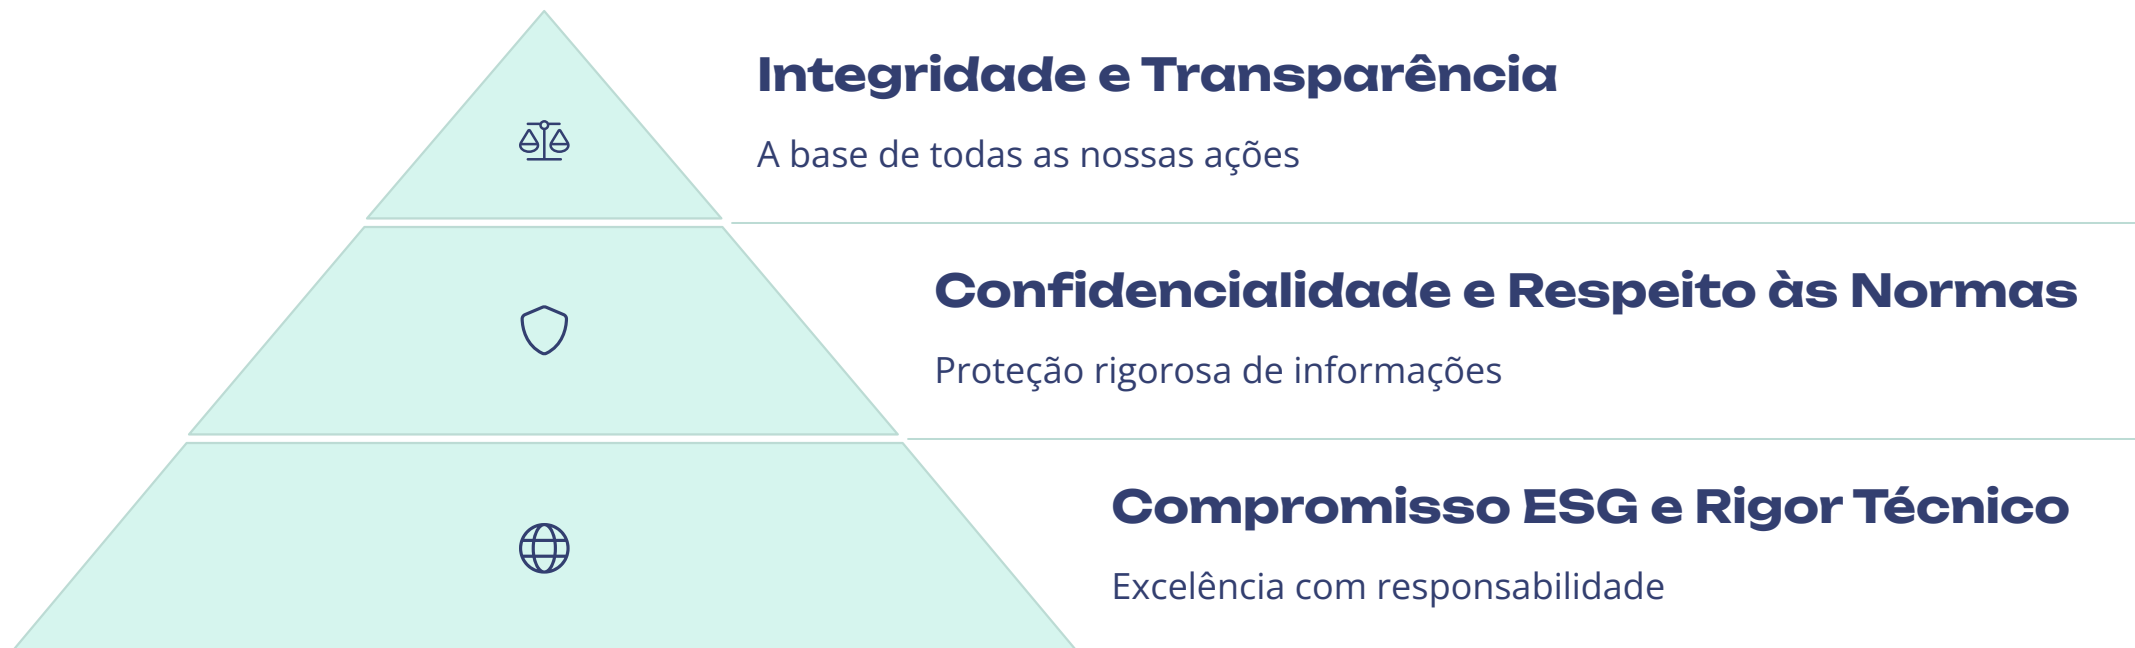 Integridade e Transparência
A base de todas as nossas ações
Confidencialidade e Respeito às Normas
Proteção rigorosa de informações
Compromisso ESG e Rigor Técnico
Excelência com responsabilidade